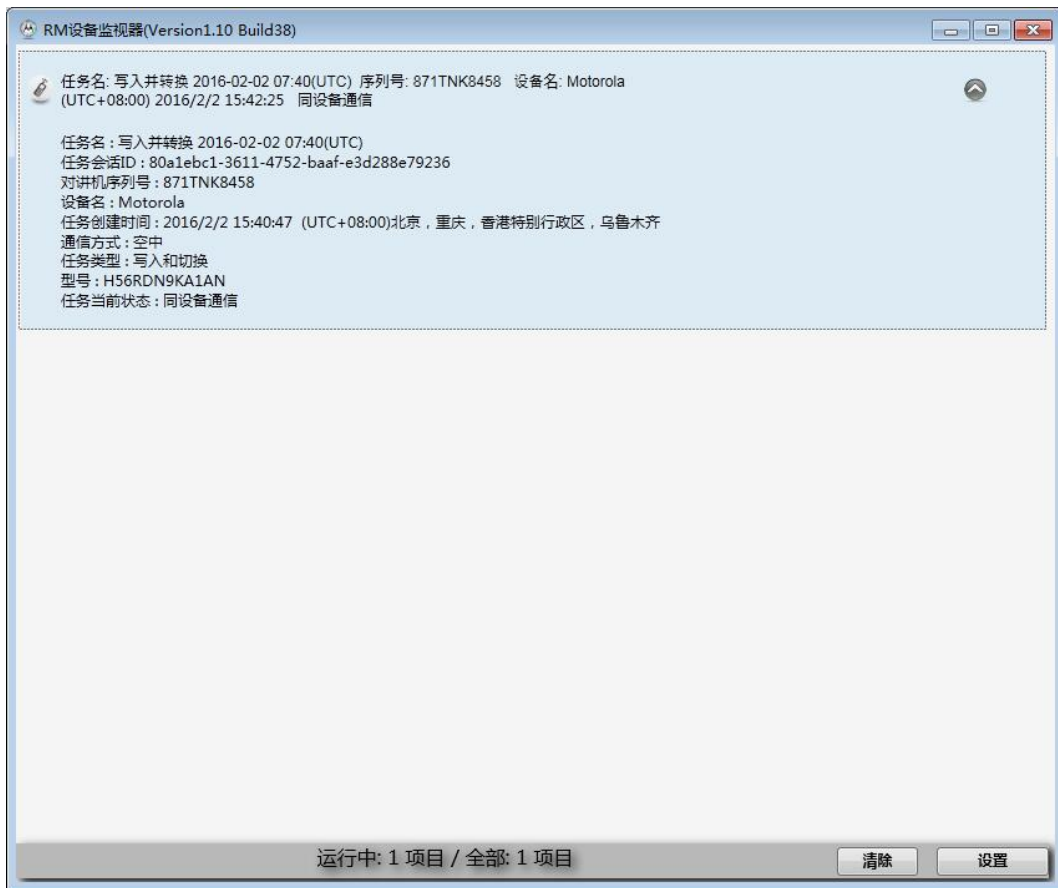 RM设备监视器(Version1.10 Build38)
任务名: 写入并转换 2016-02-02 07:40(UTC) 序列号: 871TNK8458 设备名: Motorola
(UTC+08:00) 2016/2/2 15:42:25 同设备通信
任务名 : 写入并转换 2016-02-02 07:40(UTC)
任务会话ID : 80a1ebc1-3611-4752-baaf-e3d288e79236
对讲机序列号 : 871TNK8458
设备名 : Motorola
任务创建时间 : 2016/2/2 15:40:47 (UTC+08:00)北京，重庆，香港特别行政区，乌鲁木齐
通信方式 : 空中
任务类型 : 写入和切换
型号 : H56RDN9KA1AN
任务当前状态 : 同设备通信
运行中: 1 项目 / 全部: 1 项目
清除
设置